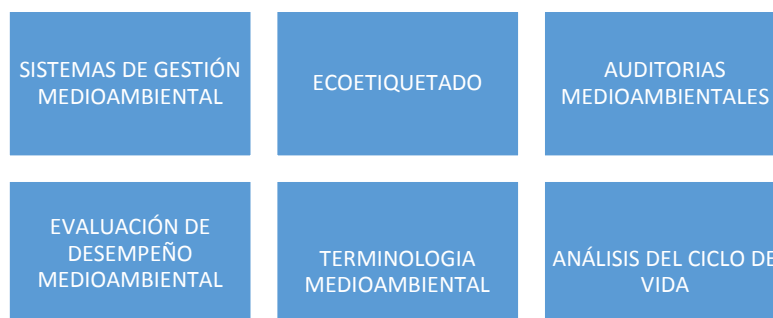 SISTEMAS DE GESTIÓN
MEDIOAMBIENTAL
ECOETIQUETADO
AUDITORIAS
MEDIOAMBIENTALES
EVALUACIÓN DE
DESEMPEÑO
MEDIOAMBIENTAL
TERMINOLOGIA
MEDIOAMBIENTAL
ANÁLISIS DEL CICLO DE
VIDA